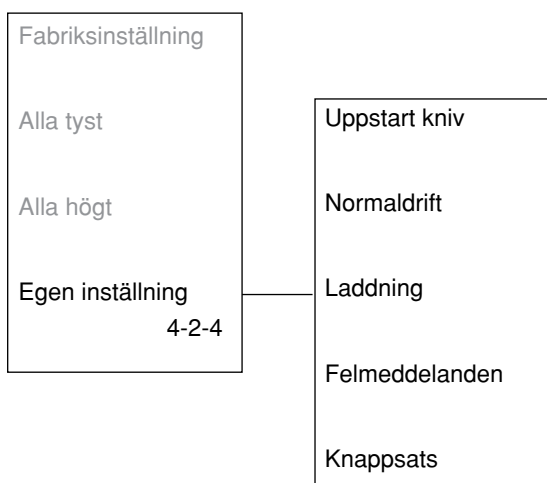 Fabriksinställning
Alla tyst
Alla högt
Egen inställning
4-2-4
Uppstart kniv
Normaldrift
Laddning
Felmeddelanden
Knappsats